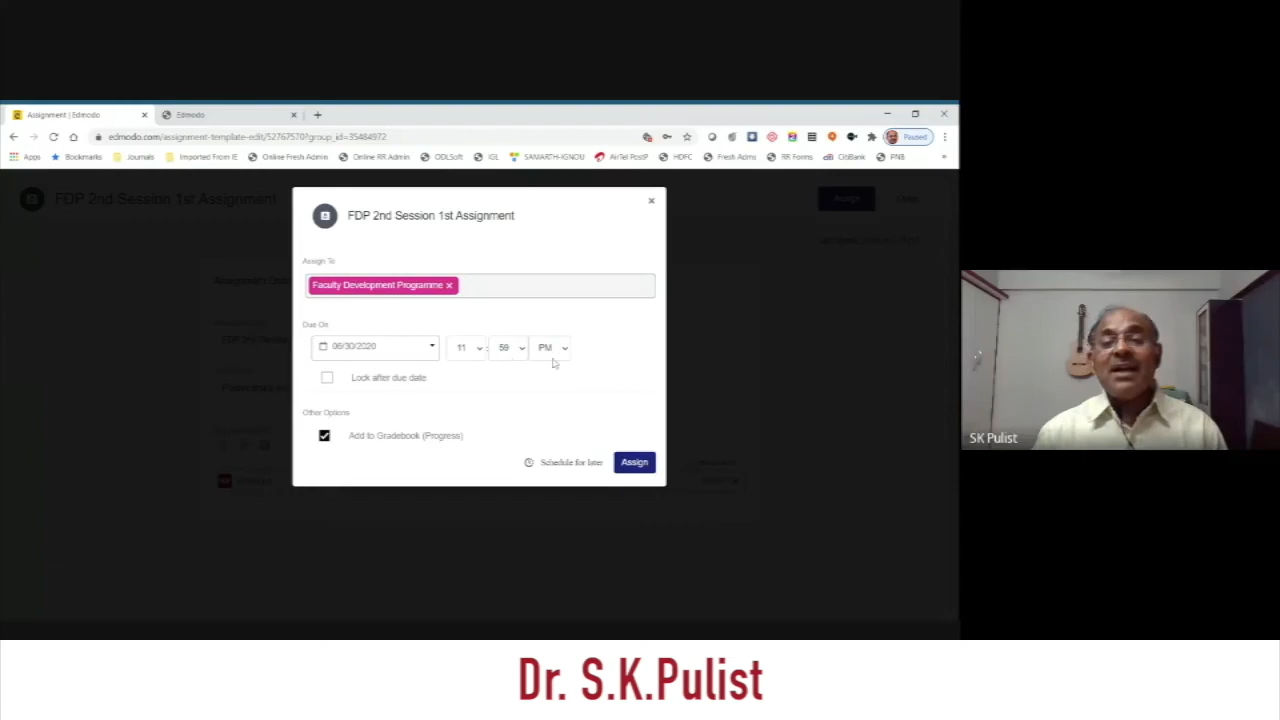 Assignment | Edmodo
Edmodo
edmodo.com/assignment-template-edit/52767570?group_id=35484972
Paused
Apps Bookmarks Journals Imported From IE Online Fresh Admin Online RR Admin ODLSoft IGL SAMARTH-IGNOU AirTel PostP HDFC Fresh Adms RR Forms CitiBank PNB »
FDP 2nd Session 1st Assignment
Assign
FDP 2nd Session 1st Assignment
Assign To
Faculty Development Programme ×
Due On
06/30/2020 11 : 59 PM
Lock after due date
Other Options
Add to Gradebook (Progress)
Schedule for later Assign
SK Pulist
Dr. S.K.Pulist